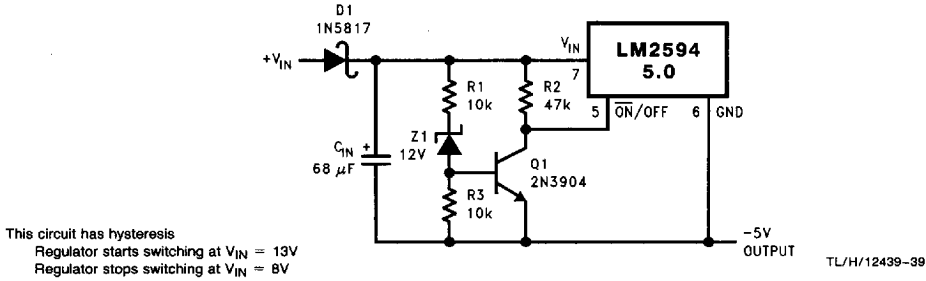 D1
1N5817
+VIN
VIN
7
LM2594
5.0
R1
10k
R2
47k
5
ON/OFF
6
GND
Z1
12V
CIN
+
68 μF
Q1
2N3904
R3
10k
−5V
OUTPUT
This circuit has hysteresis
Regulator starts switching at VIN = 13V
Regulator stops switching at VIN = 8V
TL/H/12439–39